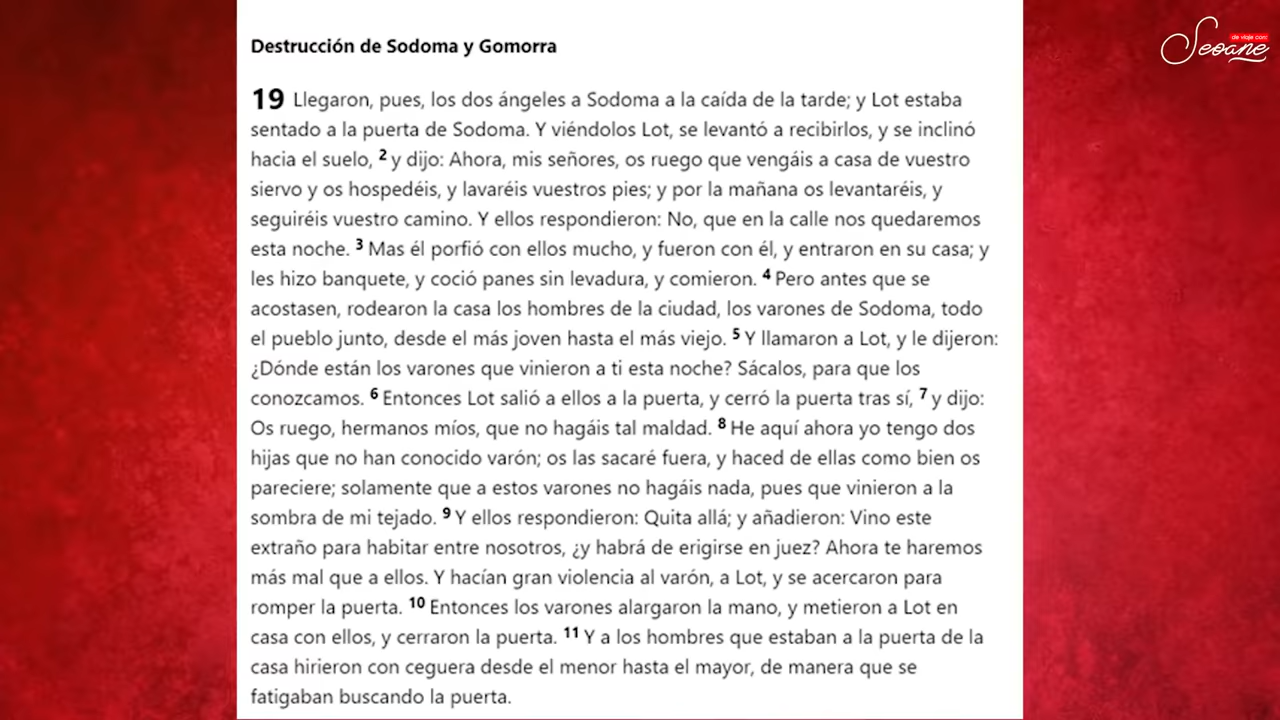 Destrucción de Sodoma y Gomorra
19 Llegaron, pues, los dos ángeles a Sodoma a la caída de la tarde; y Lot estaba
sentado a la puerta de Sodoma. Y viéndolos Lot, se levantó a recibirlos, y se inclinó
hacia el suelo, 2 y dijo: Ahora, mis señores, os ruego que vengáis a casa de vuestro
siervo y os hospedéis, y lavaréis vuestros pies; y por la mañana os levantaréis, y
seguiréis vuestro camino. Y ellos respondieron: No, que en la calle nos quedaremos
esta noche. 3 Mas él porfió con ellos mucho, y fueron con él, y entraron en su casa; y
les hizo banquete, y coció panes sin levadura, y comieron. 4 Pero antes que se
acostasen, rodearon la casa los hombres de la ciudad, los varones de Sodoma, todo
el pueblo junto, desde el más joven hasta el más viejo. 5 Y llamaron a Lot, y le dijeron:
¿Dónde están los varones que vinieron a ti esta noche? Sácalos, para que los
conozcamos. 6 Entonces Lot salió a ellos a la puerta, y cerró la puerta tras sí, 7 y dijo:
Os ruego, hermanos míos, que no hagáis tal maldad. 8 He aquí ahora yo tengo dos
hijas que no han conocido varón; os las sacaré fuera, y haced de ellas como bien os
pareciere; solamente que a estos varones no hagáis nada, pues que vinieron a la
sombra de mi tejado. 9 Y ellos respondieron: Quita allá; y añadieron: Vino este
extraño para habitar entre nosotros, ¿y habrá de erigirse en juez? Ahora te haremos
más mal que a ellos. Y hacían gran violencia al varón, a Lot, y se acercaron para
romper la puerta. 10 Entonces los varones alargaron la mano, y metieron a Lot en
casa con ellos, y cerraron la puerta. 11 Y a los hombres que estaban a la puerta de la
casa hirieron con ceguera desde el menor hasta el mayor, de manera que se
fatigaban buscando la puerta.
de viaje con:
Seoane